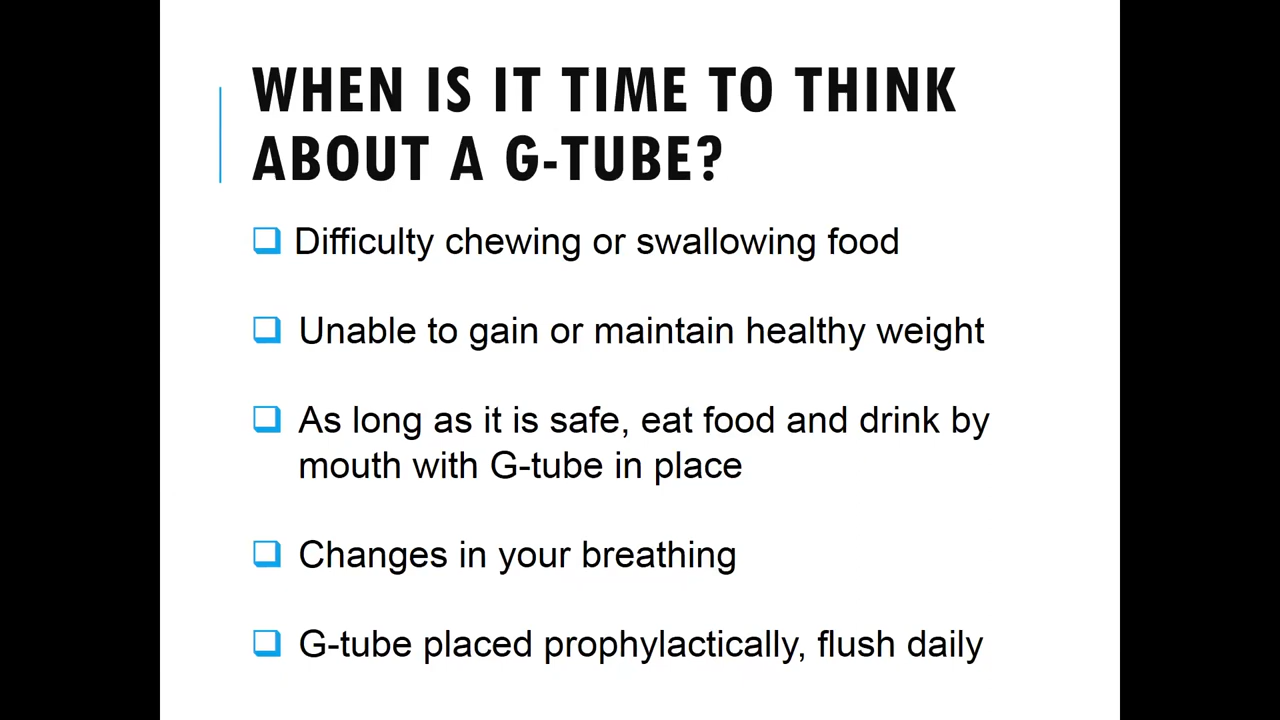 WHEN IS IT TIME TO THINK
ABOUT A G-TUBE?
Difficulty chewing or swallowing food
Unable to gain or maintain healthy weight
As long as it is safe, eat food and drink by
mouth with G-tube in place
Changes in your breathing
G-tube placed prophylactically, flush daily